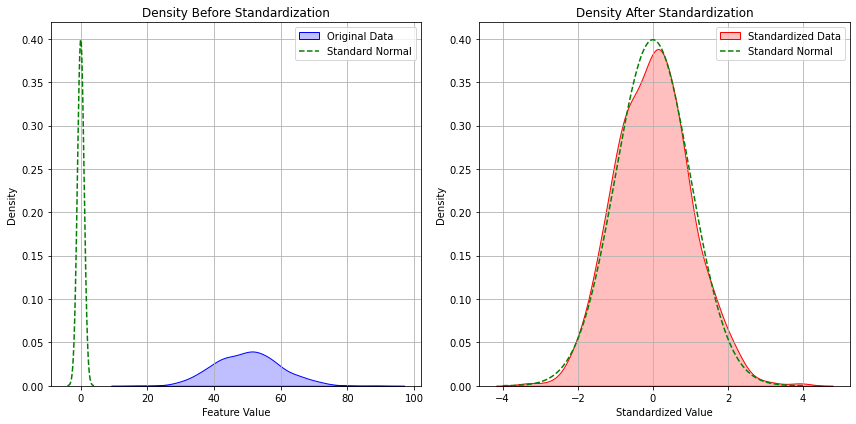 Density Before Standardization
Original Data
Standard Normal
0.40
0.35
0.30
0.25
0.20
0.15
0.10
0.05
0.00
Density
0
20
40
60
80
100
Feature Value
Density After Standardization
Standardized Data
Standard Normal
0.40
0.35
0.30
0.25
0.20
0.15
0.10
0.05
0.00
Density
−4
−2
0
2
4
Standardized Value